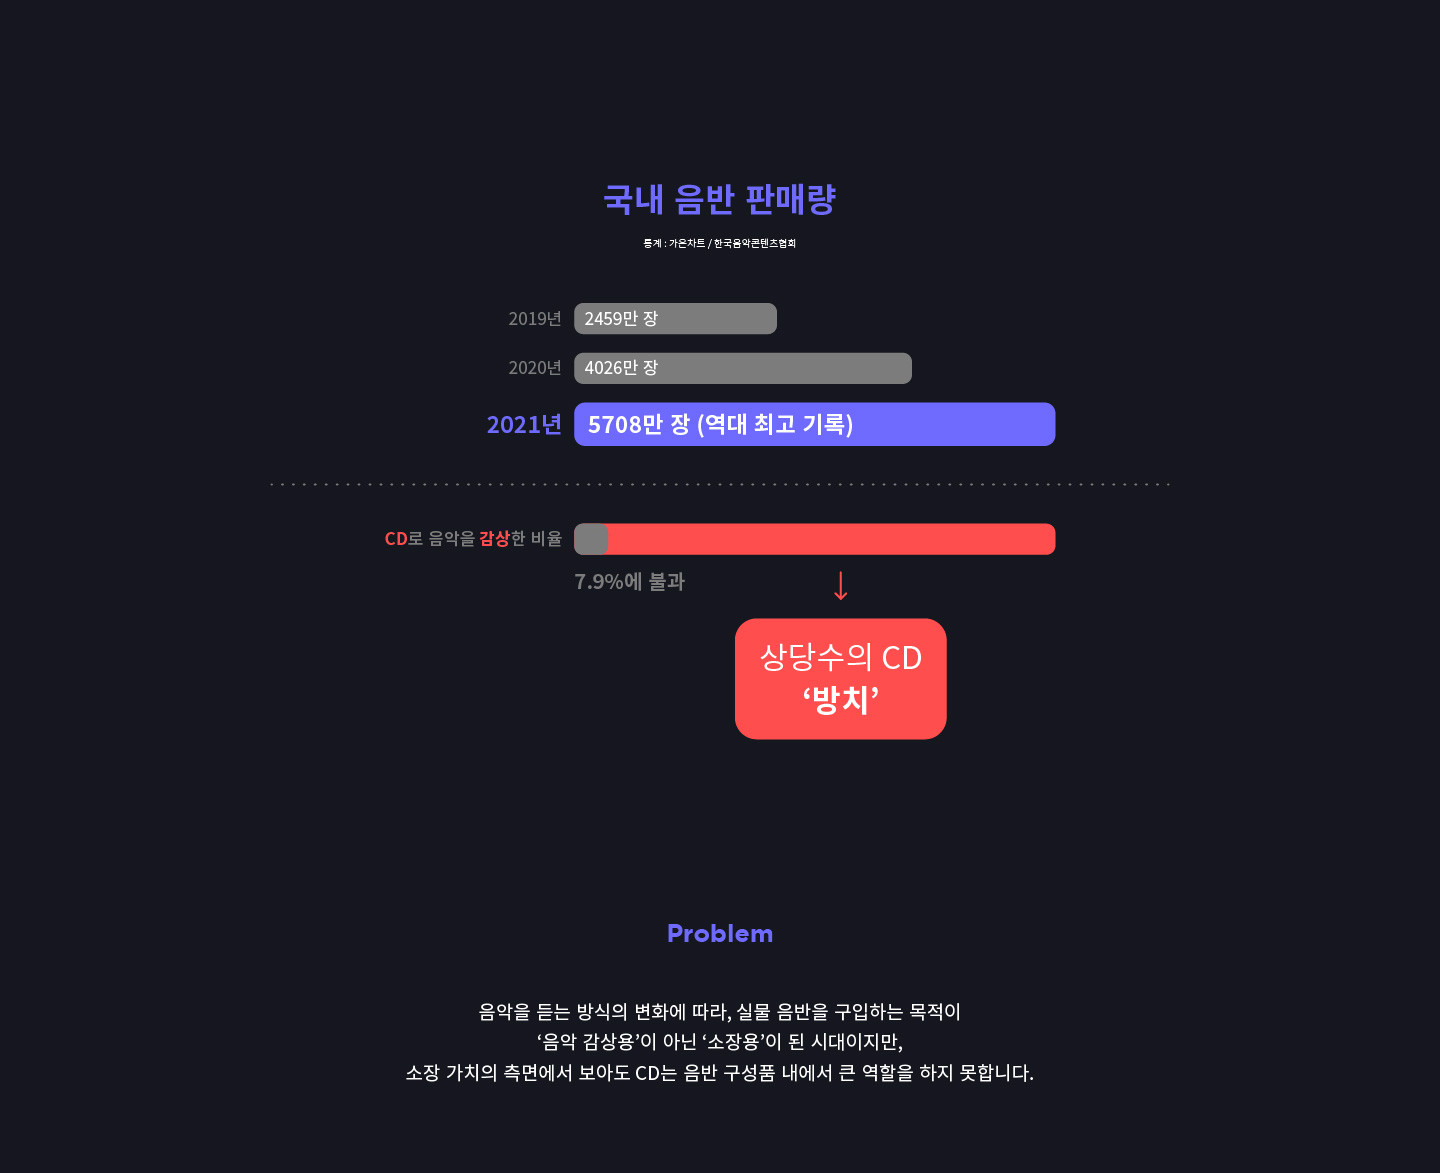 국내 음반 판매량
통계 : 가온차트 / 한국음악콘텐츠협회
2019년 2459만 장
2020년 4026만 장
2021년 5708만 장 (역대 최고 기록)
CD로 음악을 감상한 비율
7.9%에 불과
↓
상당수의 CD
‘방치’
Problem
음악을 듣는 방식의 변화에 따라, 실물 음반을 구입하는 목적이
‘음악 감상용’이 아닌 ‘소장용’이 된 시대이지만,
소장 가치의 측면에서 보아도 CD는 음반 구성품 내에서 큰 역할을 하지 못합니다.